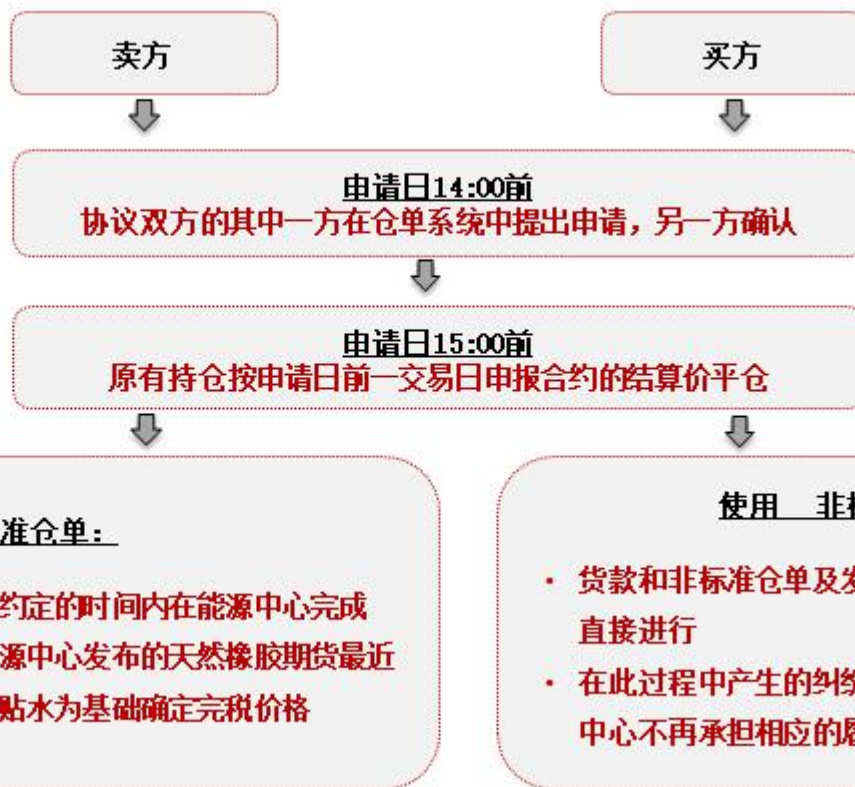 卖方
买方
申请日14:00前
协议双方的其中一方在仓单系统中提出申请，另一方确认
申请日15:00前
原有持仓按申请日前一交易日申报合约的结算价平仓
准仓单：
约定的时间内在能源中心完成
源中心发布的天然橡胶期货最近
贴水为基础确定完税价格
使用 非标
· 货款和非标准仓单及发
直接进行
· 在此过程中产生的纠纷
中心不再承担相应的